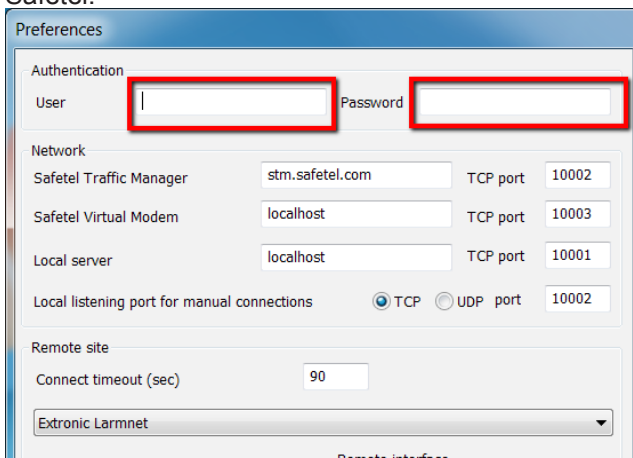 Safetel.
Preferences
Authentication
User Password
Network
Safetel Traffic Manager stm.safetel.com TCP port 10002
Safetel Virtual Modem localhost TCP port 10003
Local server localhost TCP port 10001
Local listening port for manual connections TCP UDP port 10002
Remote site
Connect timeout (sec) 90
Extronic Larmnet
Remote interface